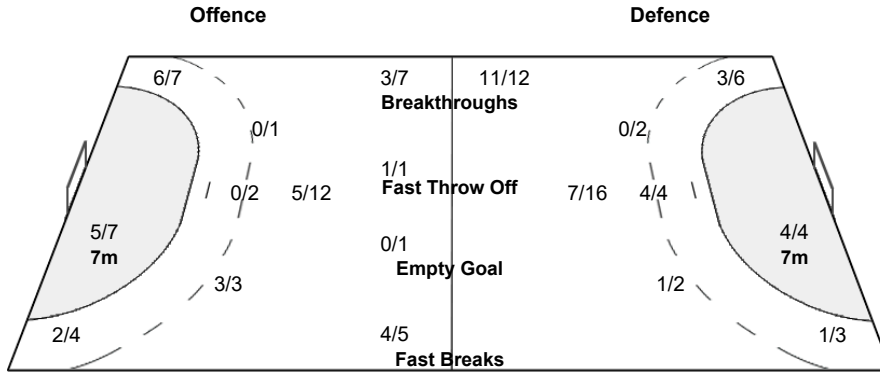 Offence Defence
6/7 3/7 11/12 3/6
Breakthroughs
0/1 0/2
1/1
Fast Throw Off
0/2 5/12 7/16 4/4
5/7 4/4
7m 7m
0/1
Empty Goal
3/3 1/2
2/4 4/5 1/3
Fast Breaks